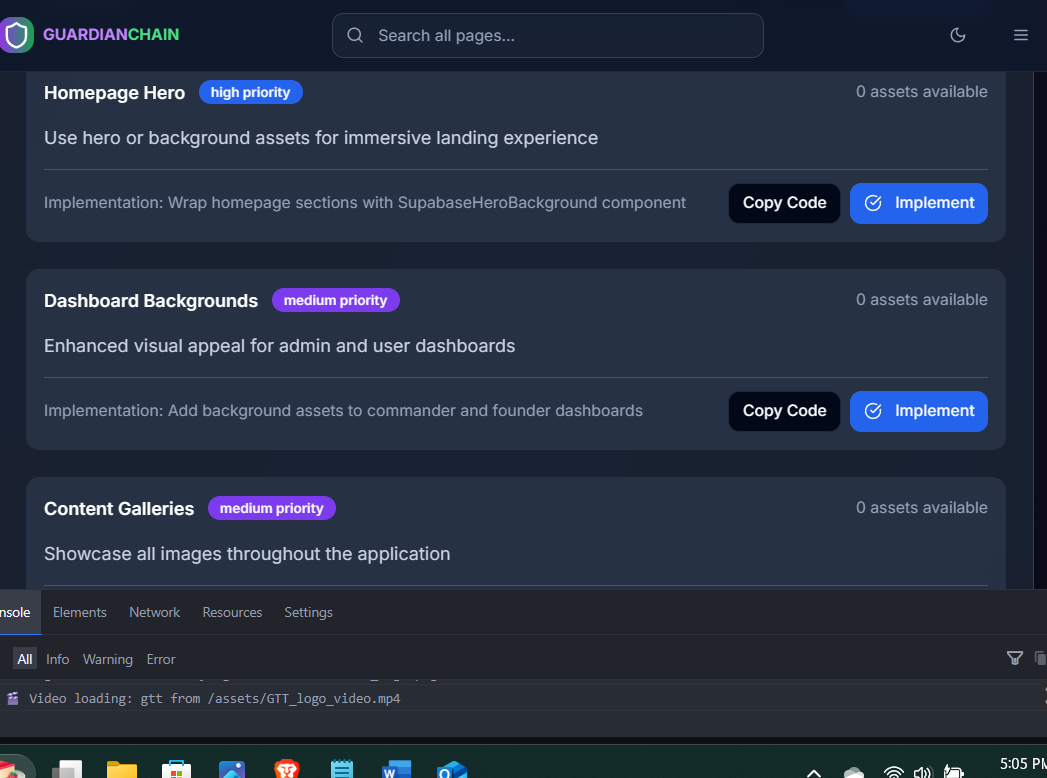 GUARDIANCHAIN
Search all pages...
Homepage Hero
high priority
0 assets available
Use hero or background assets for immersive landing experience
Implementation: Wrap homepage sections with SupabaseHeroBackground component
Copy Code
Implement
Dashboard Backgrounds
medium priority
0 assets available
Enhanced visual appeal for admin and user dashboards
Implementation: Add background assets to commander and founder dashboards
Copy Code
Implement
Content Galleries
medium priority
0 assets available
Showcase all images throughout the application
nsole Elements Network Resources Settings
All Info Warning Error
Video loading: gtt from /assets/GTT_logo_video.mp4
5:05 PM